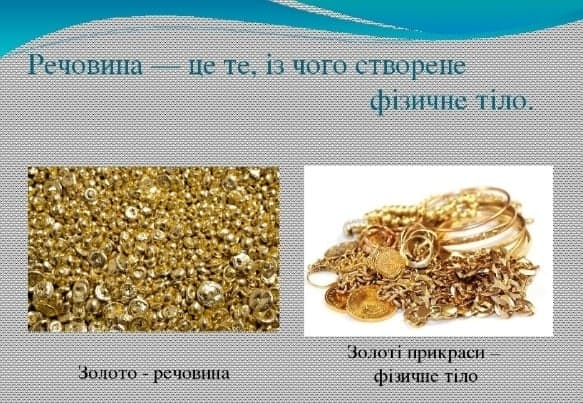 Речовина — це те, із чого створене
фізичне тіло.
Золото - речовина
Золоті прикраси –
фізичне тіло